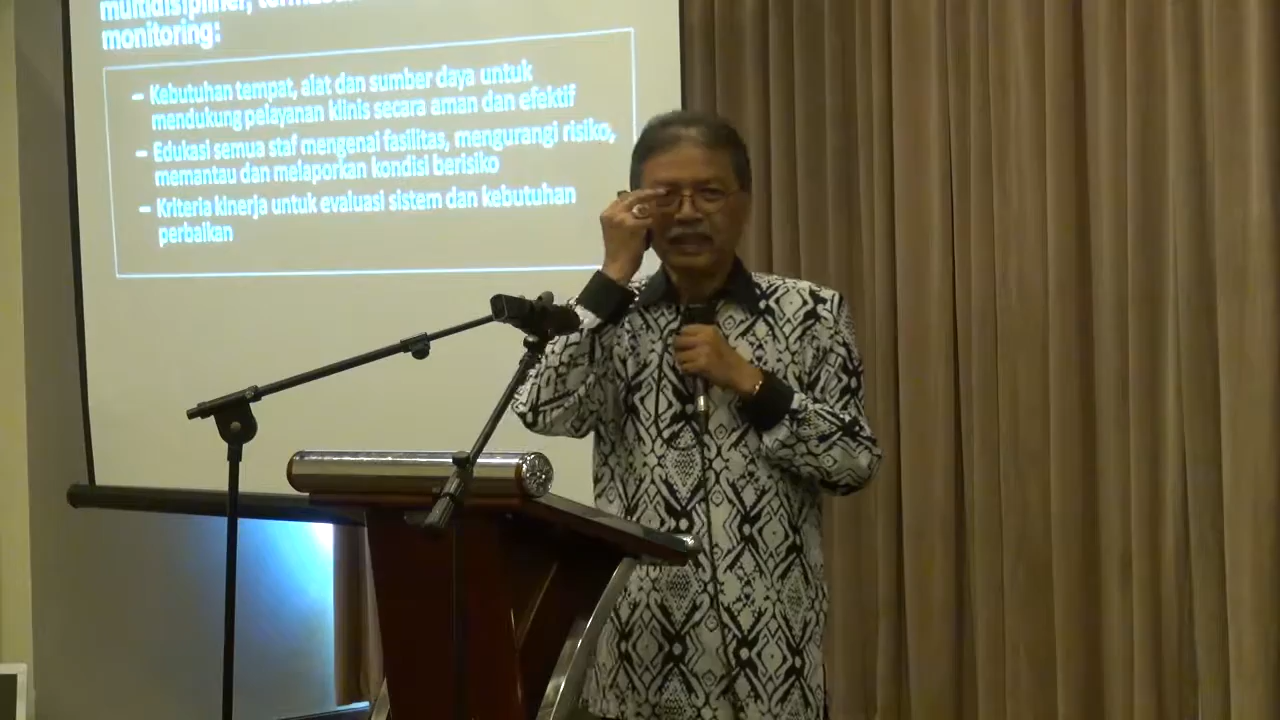 multidisipliner,
monitoring:
– Kebutuhan tempat, alat dan sumber daya untuk
mendukung pelayanan klinis secara aman dan efektif
– Edukasi semua staf mengenai fasilitas, mengurangi risiko,
memantau dan melaporkan kondisi berisiko
– Kriteria kinerja untuk evaluasi sistem dan kebutuhan
perbaikan